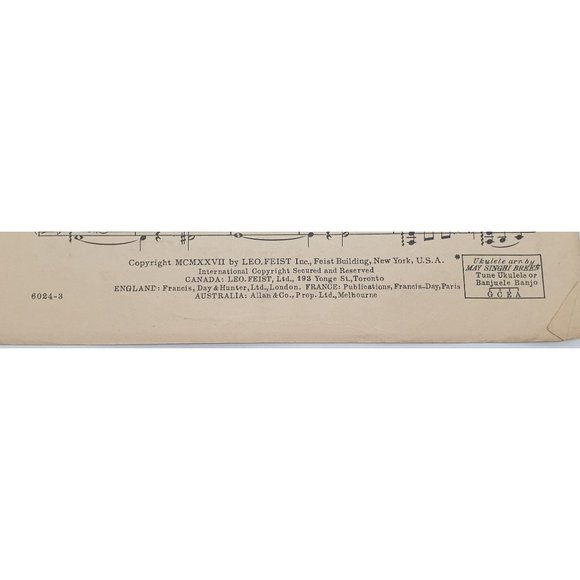 Copyright MCMXXVII by LEO. FEIST Inc., Feist Building, New York, U.S.A.
International Copyright Secured and Reserved
CANADA: LEO. FEIST, Ltd., 193 Yonge St., Toronto
ENGLAND: Francis, Day & Hunter, Ltd., London. FRANCE: Publications, Francis-Day, Paris
AUSTRALIA: Allan & Co., Prop. Ltd., Melbourne
6024-3
* Ukulele arr. by
MAY SINGHI BREEN
Tune Ukulele or
Banjuele Banjo
G C E A